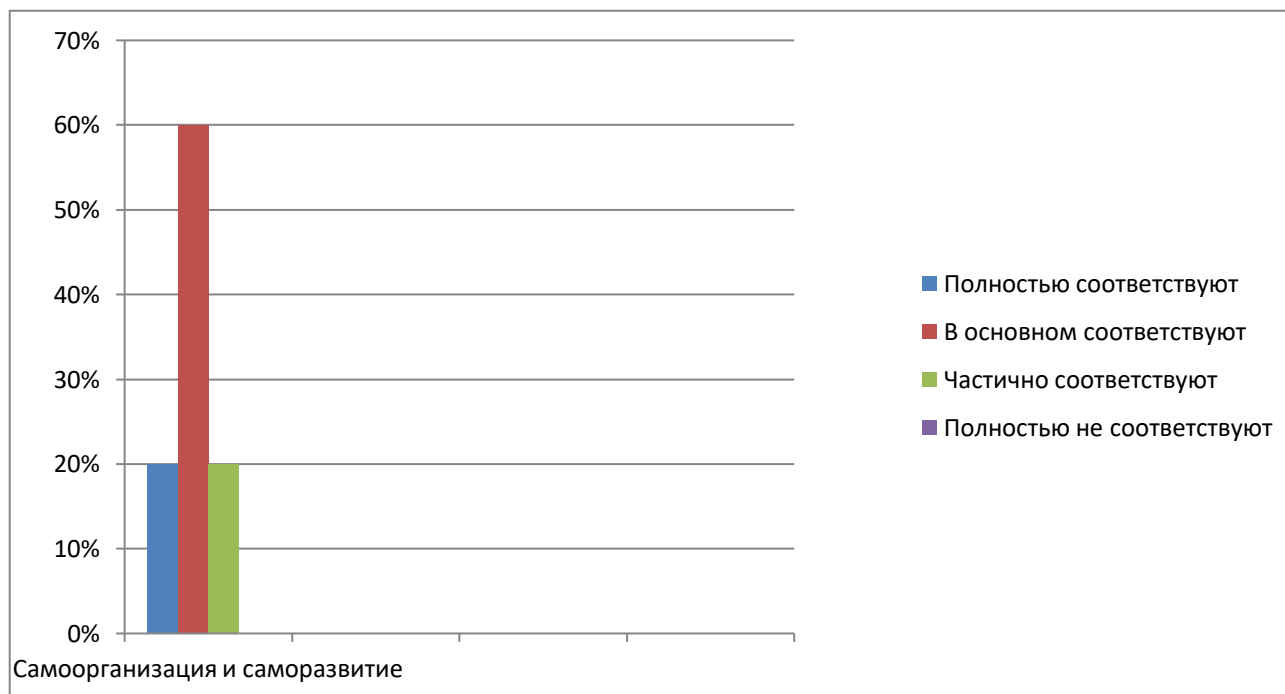 70%
60%
50%
40%
30%
20%
10%
0%
Самоорганизация и саморазвитие
Полностью соответствуют
В основном соответствуют
Частично соответствуют
Полностью не соответствуют